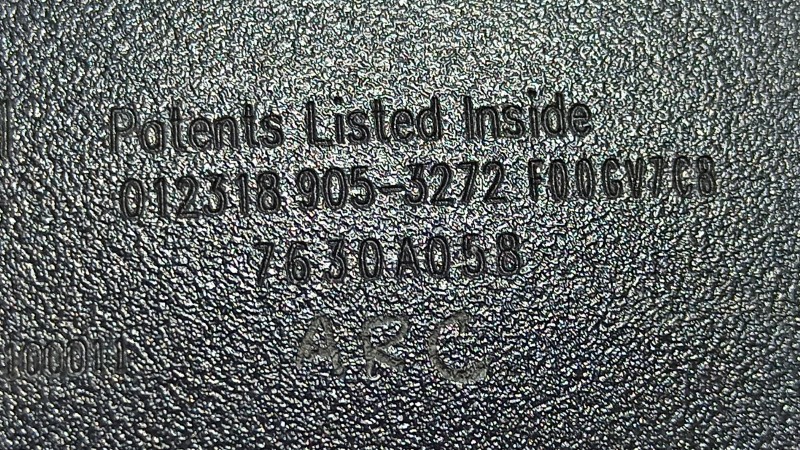 Patents Listed Inside
012318 905-3272 F00GV7C8
7630A058
ARC
100011